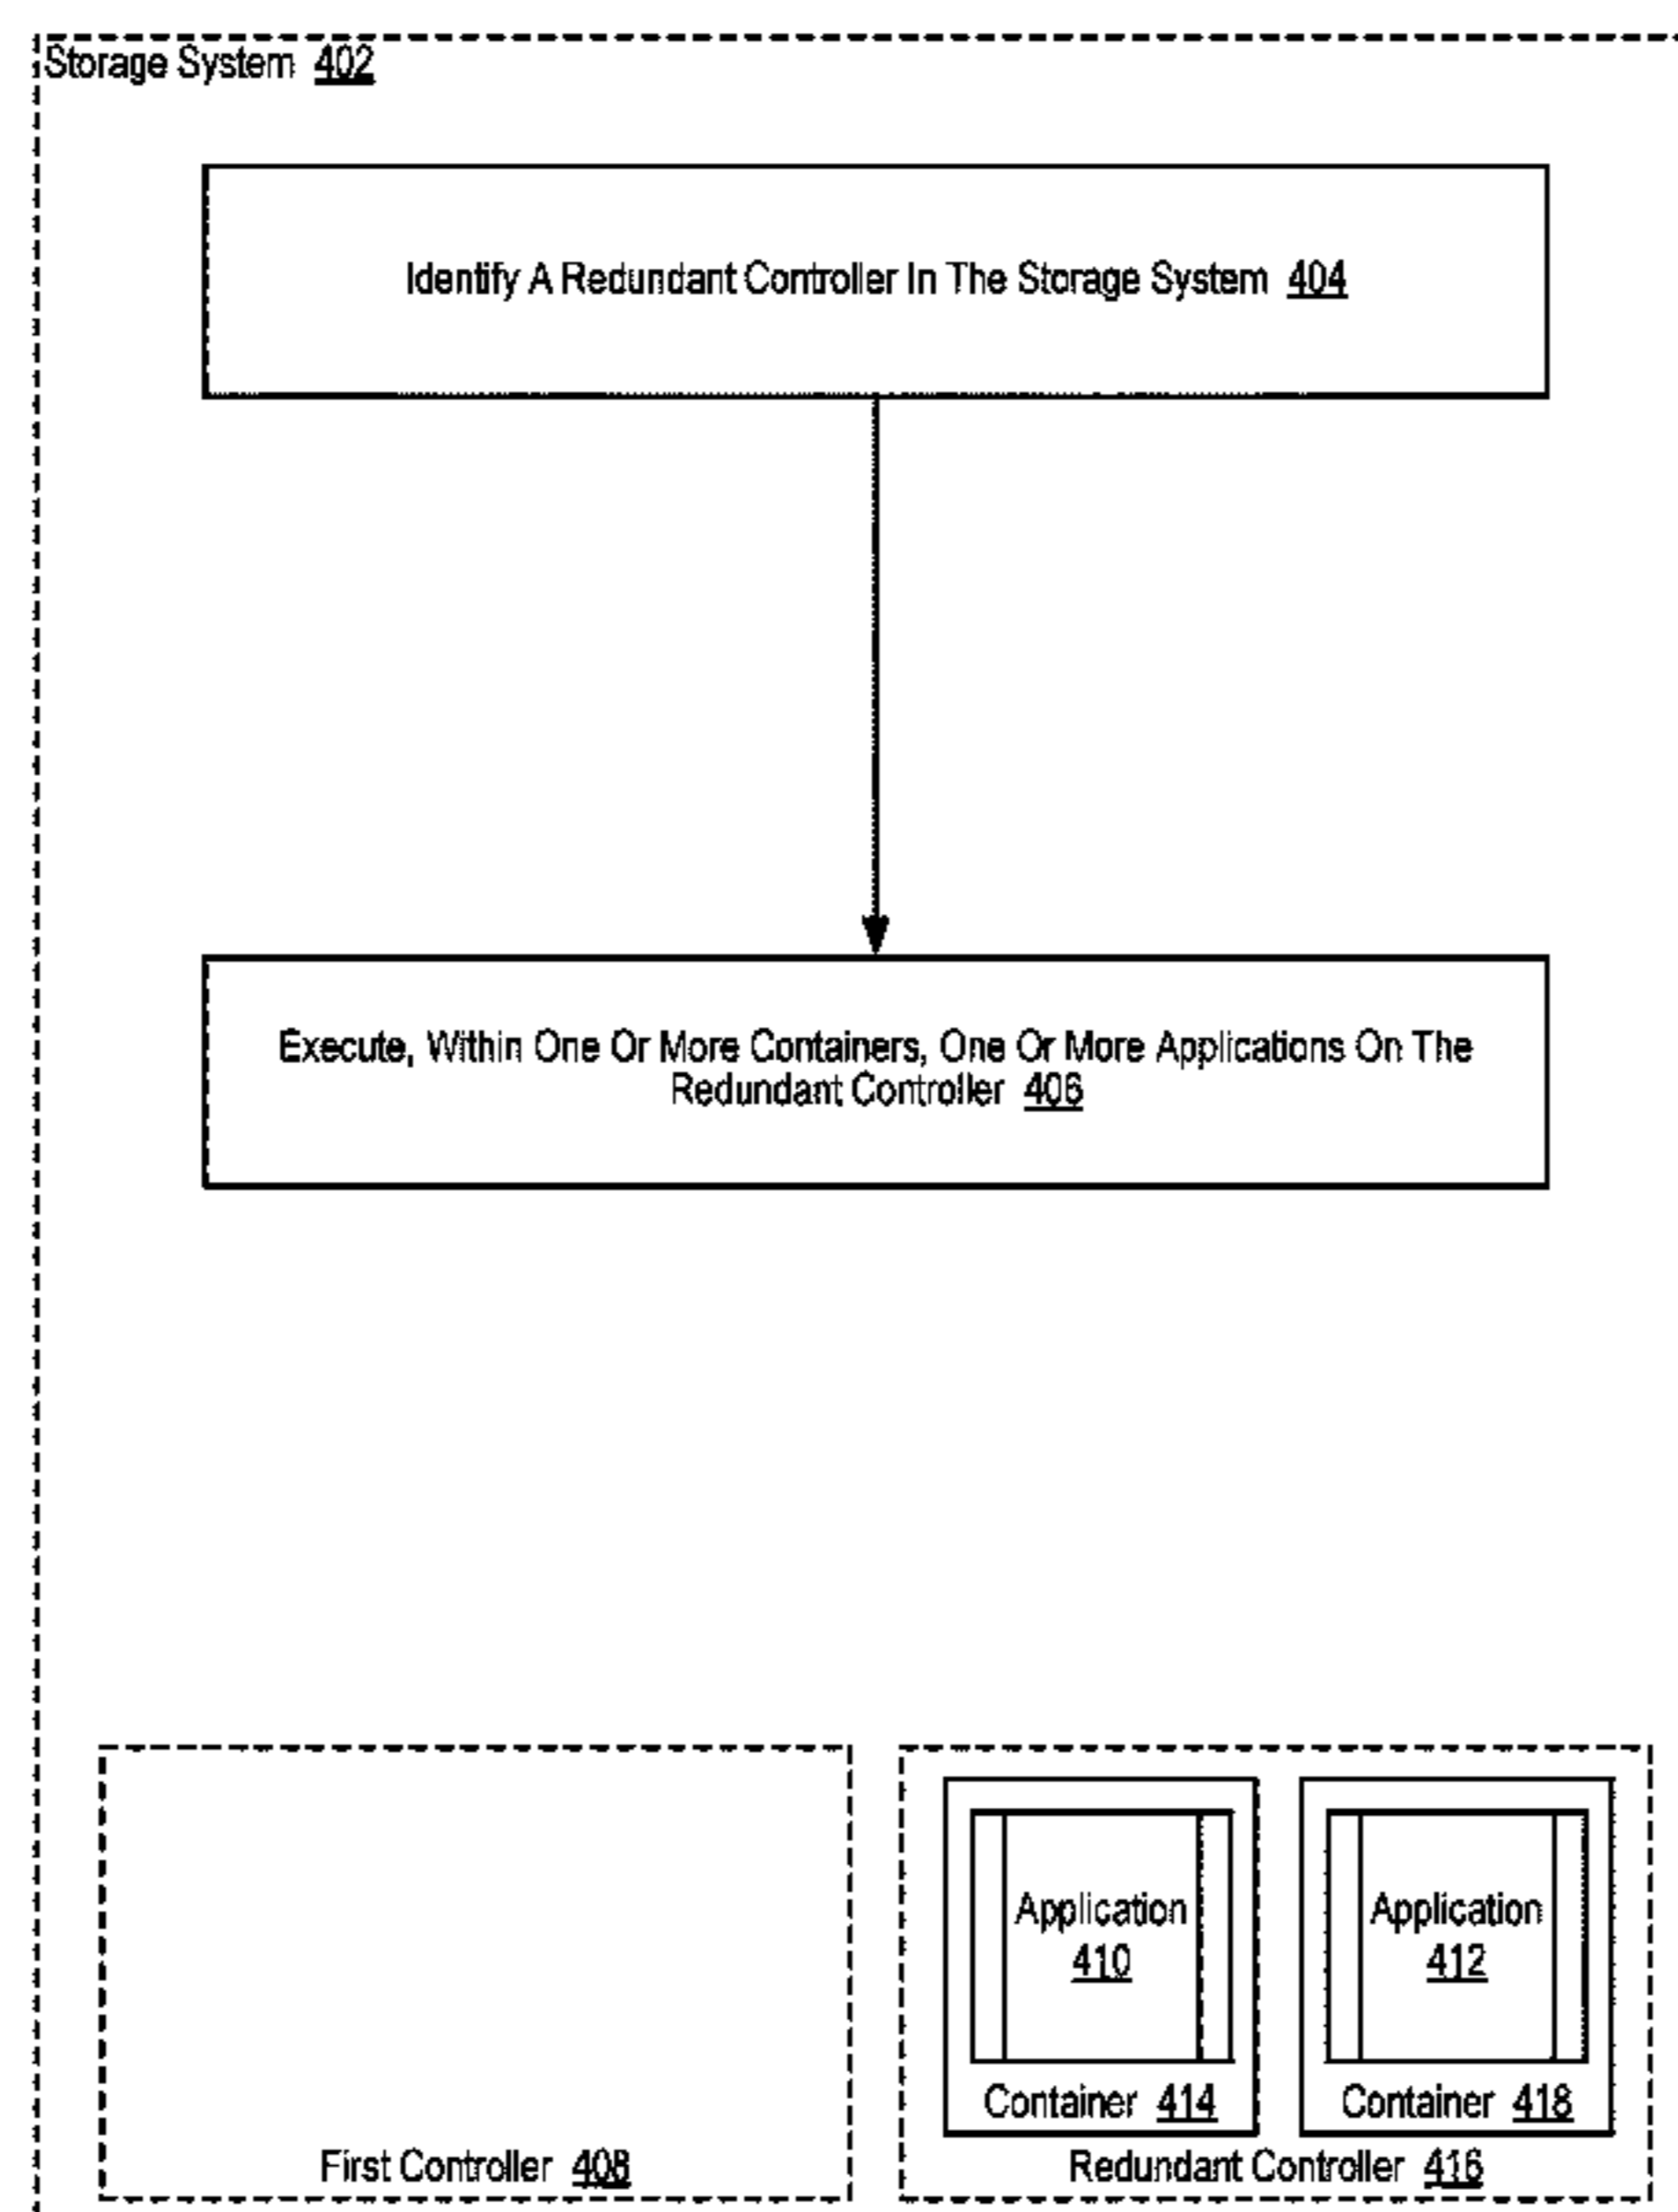 Storage System 402
Identify A Redundant Controller In The Storage System 404
Execute, Within One Or More Containers, One Or More Applications On The
Redundant Controller 406
Application
410
Container 414
Application
412
Container 418
First Controller 408
Redundant Controller 416